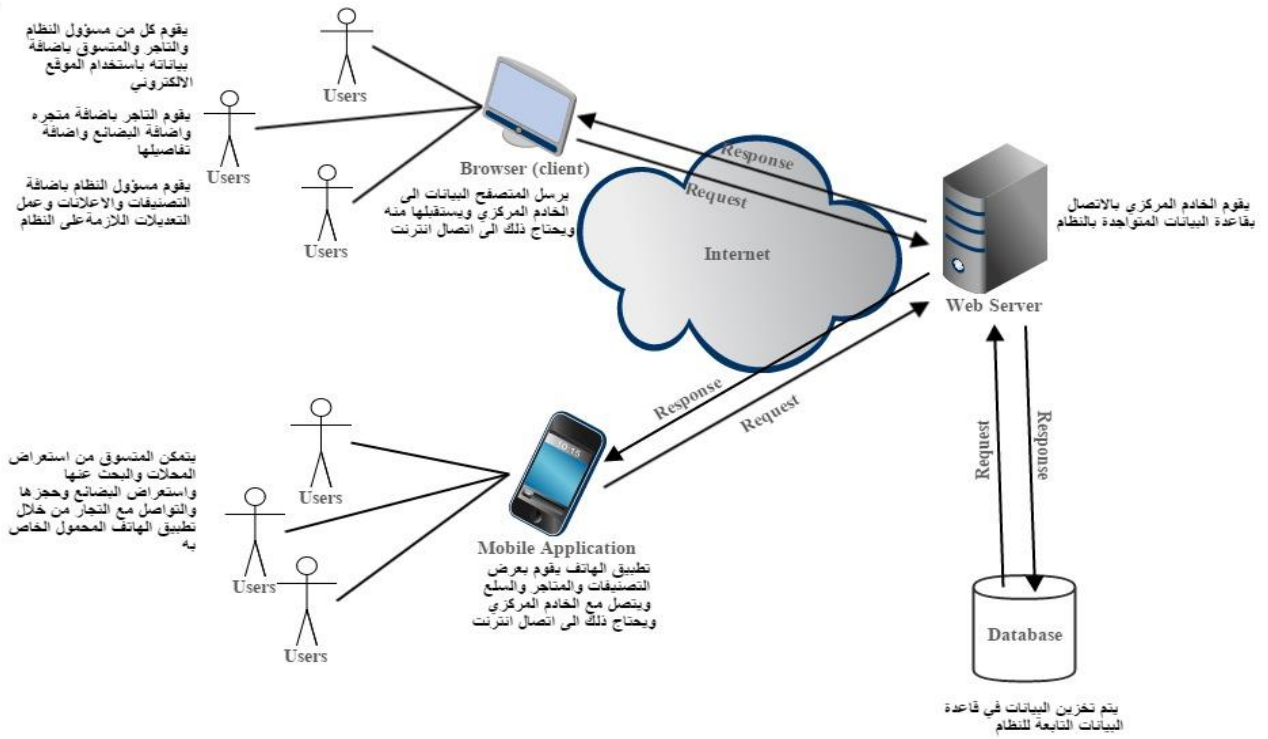 يقوم كل من مسؤول النظام
والتاجر والمتسوق باضافة
بياناته باستخدام الموقع
الالكتروني
يقوم التاجر باضافة متجره
واضافة البضائع واضافة
تفاصيلها
يقوم مسؤول النظام باضافة
التصنيفات والاعلانات وعمل
التعديلات اللازمة على النظام
Users
Users
Users
Browser (client)
يرسل المتصفح البيانات الى
الخادم المركزي ويستقبلها منه
ويحتاج ذلك الى اتصال انترنت
Response
Request
Internet
Web Server
يقوم الخادم المركزي بالاتصال
بقاعدة البيانات المتواجدة بالنظام
Response
Request
يتمكن المتسوق من استعراض
المحلات والبحث عنها
واستعراض البضائع وحجزها
والتواصل مع التجار من خلال
تطبيق الهاتف المحمول الخاص
به
Users
Users
Users
10:15
Mobile Application
تطبيق الهاتف يقوم بعرض
التصنيفات والمتاجر والسلع
ويتصل مع الخادم المركزي
ويحتاج ذلك الى اتصال انترنت
Request
Response
Database
يتم تخزين البيانات في قاعدة
البيانات التابعة للنظام